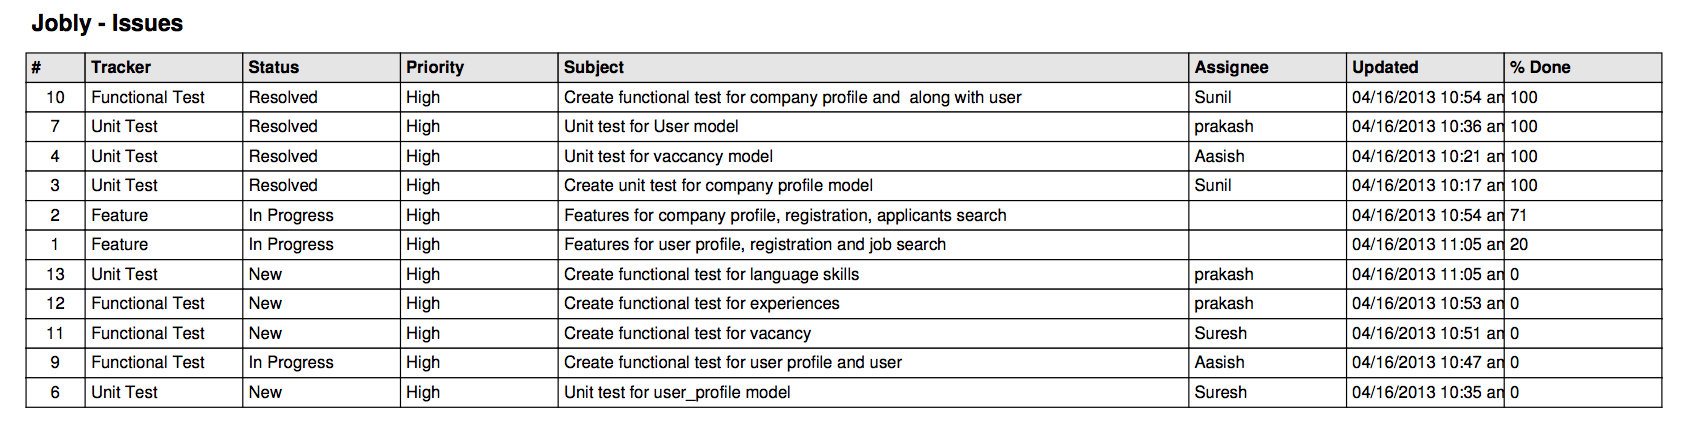 Jobly - Issues
# Tracker Status Priority Subject Assignee Updated % Done
10 Functional Test Resolved High Create functional test for company profile and  along with user Sunil 04/16/2013 10:54 am 100
7 Unit Test Resolved High Unit test for User model prakash 04/16/2013 10:36 am 100
4 Unit Test Resolved High Unit test for vaccancy model Aasish 04/16/2013 10:21 am 100
3 Unit Test Resolved High Create unit test for company profile model Sunil 04/16/2013 10:17 am 100
2 Feature In Progress High Features for company profile, registration, applicants search 04/16/2013 10:54 am 71
1 Feature In Progress High Features for user profile, registration and job search 04/16/2013 11:05 am 20
13 Unit Test New High Create functional test for language skills prakash 04/16/2013 11:05 am 0
12 Functional Test New High Create functional test for experiences prakash 04/16/2013 10:53 am 0
11 Functional Test New High Create functional test for vacancy Suresh 04/16/2013 10:51 am 0
9 Functional Test In Progress High Create functional test for user profile and user Aasish 04/16/2013 10:47 am 0
6 Unit Test New High Unit test for user_profile model Suresh 04/16/2013 10:35 am 0